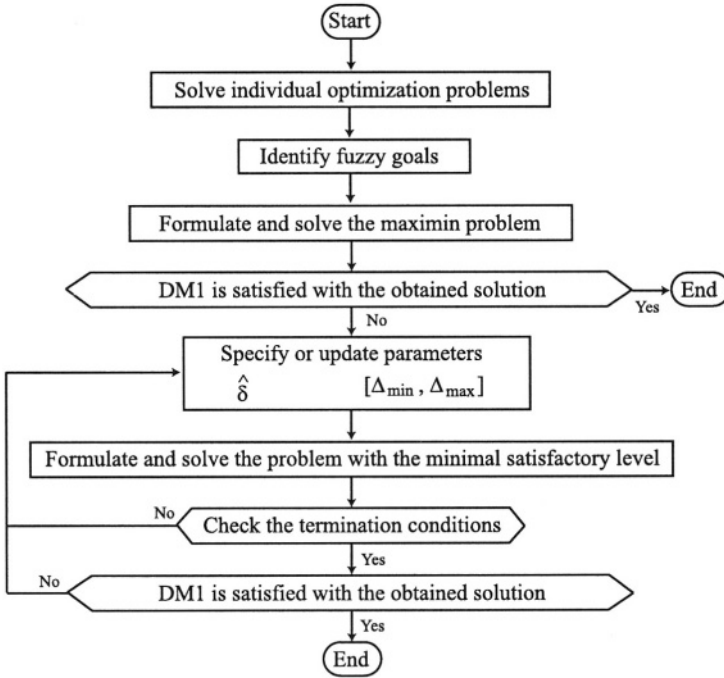 Start
Solve individual optimization problems
Identify fuzzy goals
Formulate and solve the maximin problem
DM1 is satisfied with the obtained solution
Yes
End
No
Specify or update parameters
δ̂ [Δmin , Δmax]
Formulate and solve the problem with the minimal satisfactory level
No
Check the termination conditions
Yes
No
DM1 is satisfied with the obtained solution
Yes
End